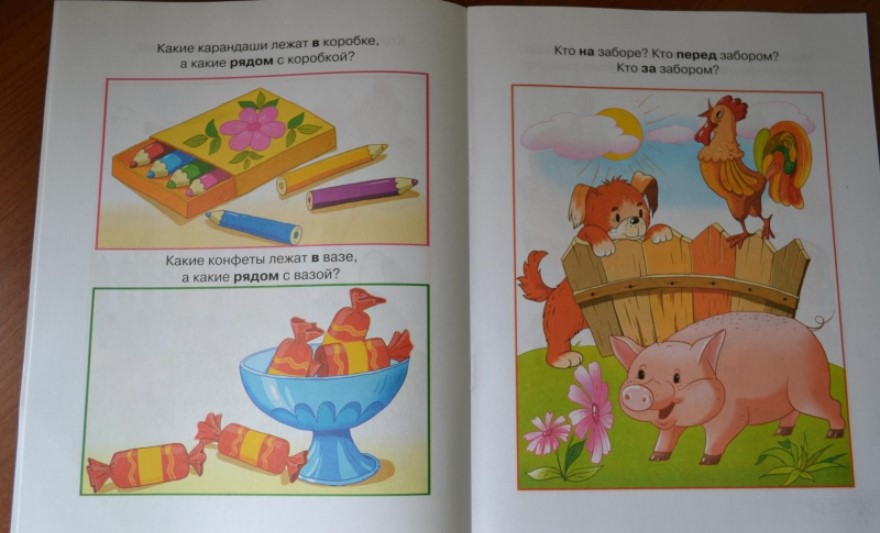 Какие карандаши лежат в коробке,
а какие рядом с коробкой?
Какие конфеты лежат в вазе,
а какие рядом с вазой?
Кто на заборе? Кто перед забором?
Кто за забором?